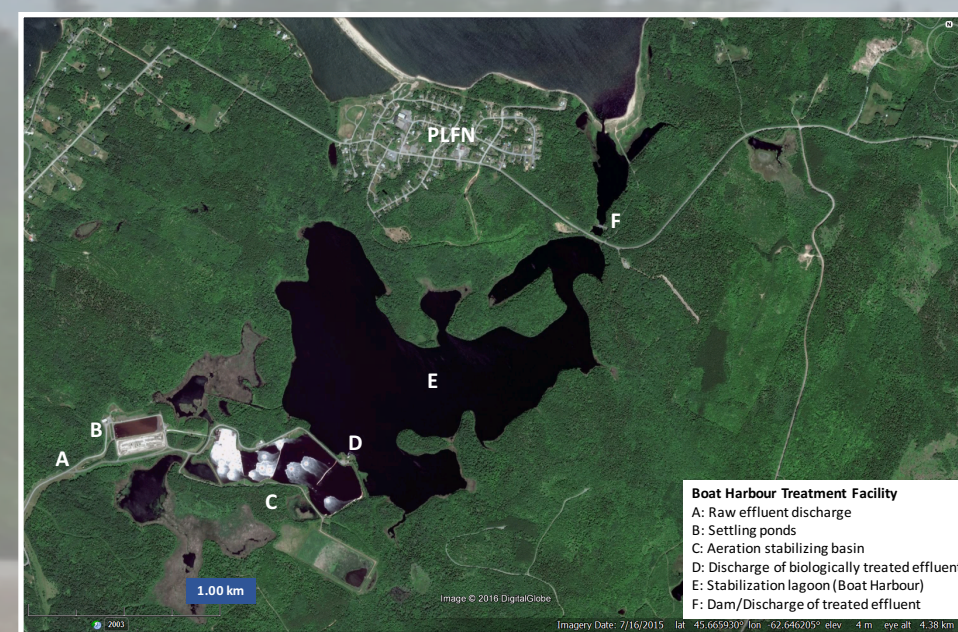 N
PLFN
F
E
B
D
A
C
Boat Harbour Treatment Facility
A: Raw effluent discharge
B: Settling ponds
C: Aeration stabilizing basin
D: Discharge of biologically treated effluent
E: Stabilization lagoon (Boat Harbour)
F: Dam/Discharge of treated effluent
1.00 km
Image © 2016 DigitalGlobe
2003
Imagery Date: 7/16/2015 lat 45.665930° lon -62.646205° elev 4 m eye alt 4.38 km